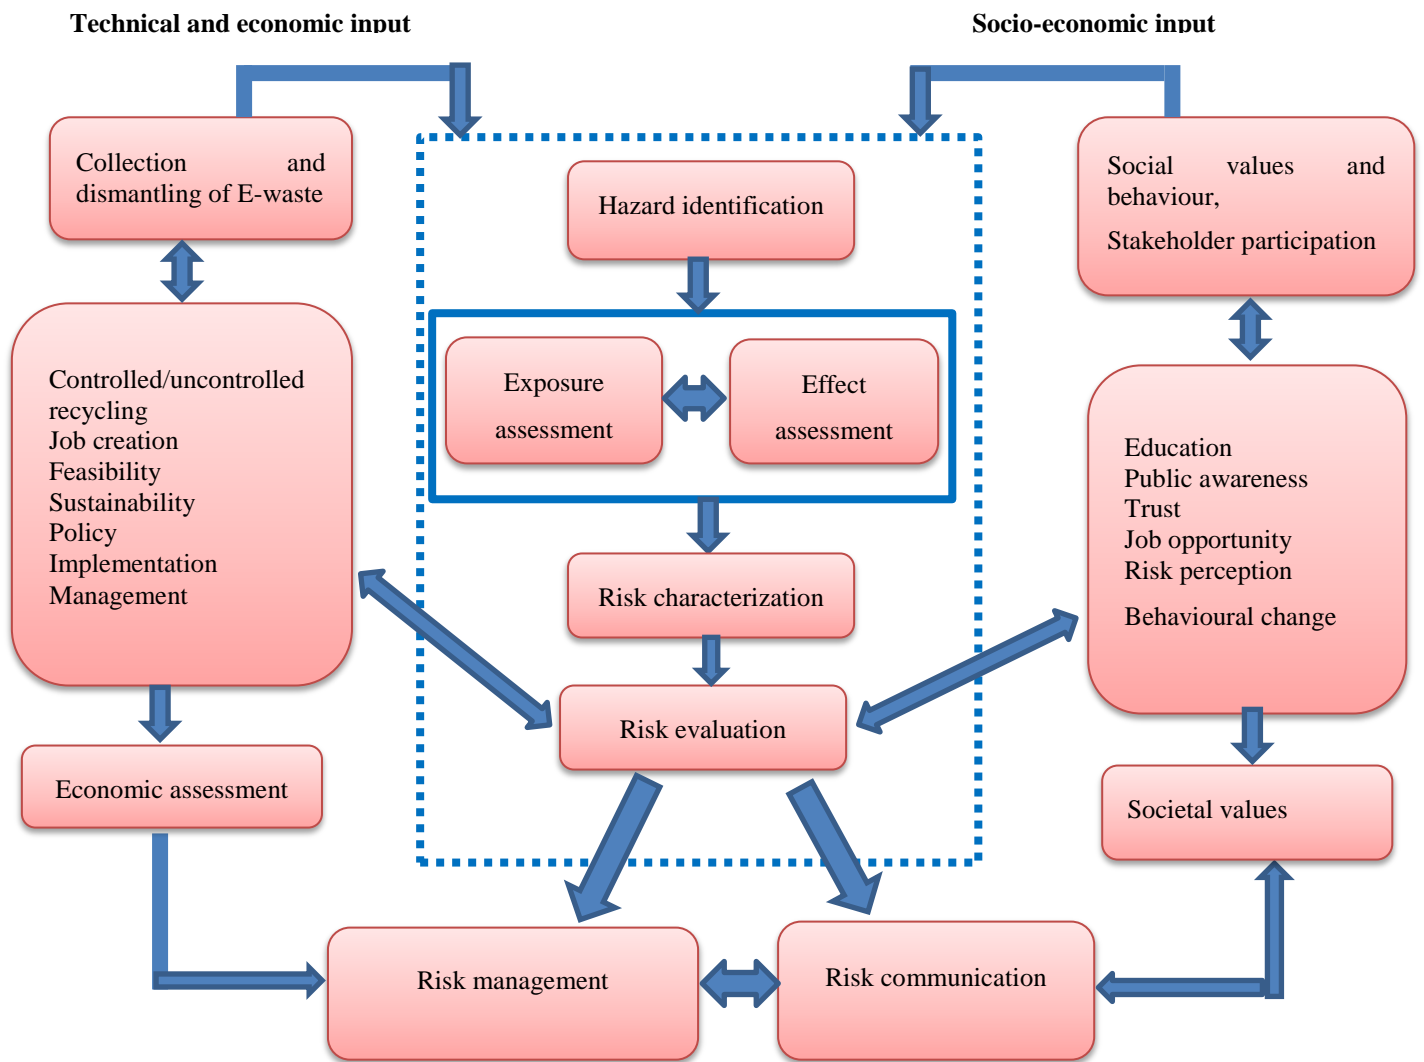 Technical and economic input
Socio-economic input
Collection and
dismantling of E-waste
Hazard identification
Social values and
behaviour,
Stakeholder participation
Controlled/uncontrolled
recycling
Job creation
Feasibility
Sustainability
Policy
Implementation
Management
Exposure
assessment
Effect
assessment
Education
Public awareness
Trust
Job opportunity
Risk perception
Behavioural change
Risk characterization
Risk evaluation
Economic assessment
Societal values
Risk management
Risk communication